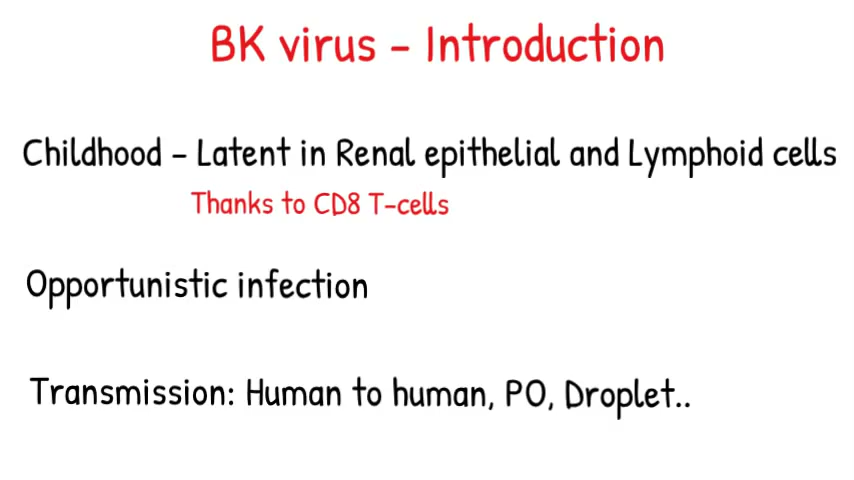 BK virus – Introduction
Childhood – Latent in Renal epithelial and Lymphoid cells
Thanks to CD8 T-cells
Opportunistic infection
Transmission: Human to human, PO, Droplet..